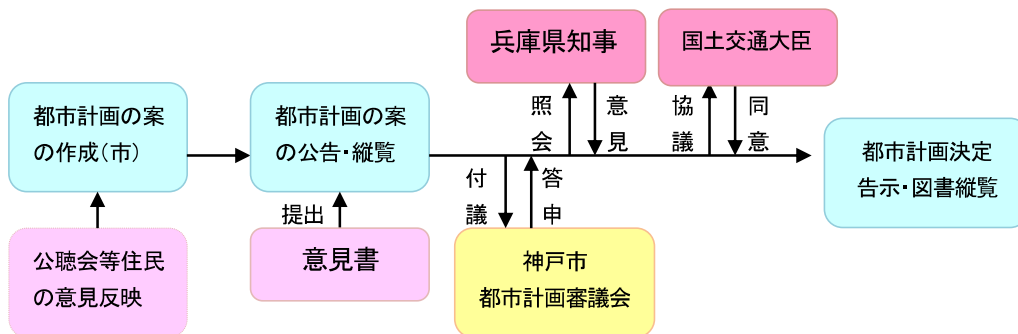 兵庫県知事
国土交通大臣
都市計画の案
の作成（市）
都市計画の案
の公告・縦覧
照会
意見
協議
同意
都市計画決定
告示・図書縦覧
提出
付議
答申
公聴会等住民
の意見反映
意見書
神戸市
都市計画審議会